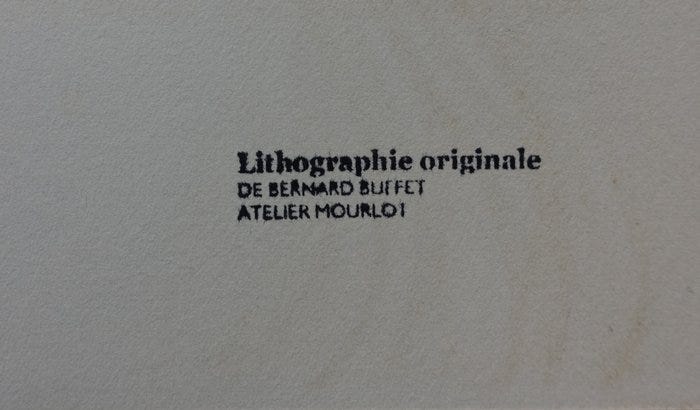 Lithographie originale
DE BERNARD BUFFET
ATELIER MOURLOT